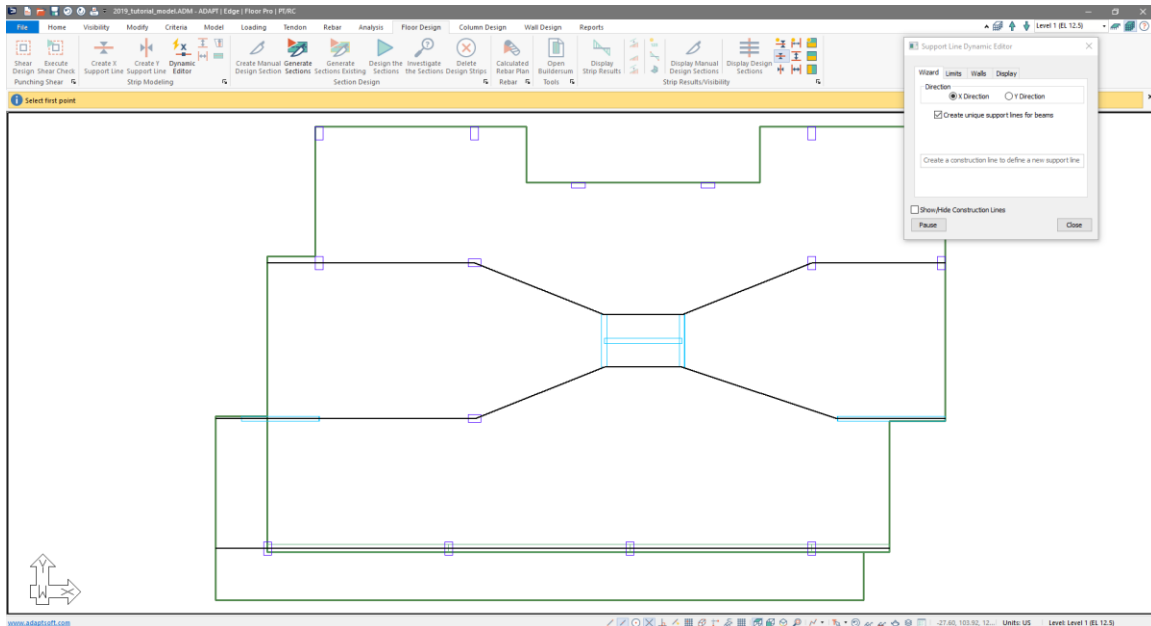 2019_tutorial_model.ADM - ADAPT | Edge | Floor Pro | PT/RC
File Home Visibility Modify Criteria Model Loading Tendon Rebar Analysis Floor Design Column Design Wall Design Reports
Level 1 (EL 12.5)
Shear Design
Execute Shear Check
Create X Support Line
Create Y Support Line
Dynamic Editor
Create Manual Design Section
Generate Sections
Generate Sections Existing
Design the Sections
Investigate the Sections
Delete Design Strips
Calculated Rebar Plan
Open Buildersum
Display Strip Results
Display Manual Design Sections
Display Design Sections
Punching Shear Strip Modeling Section Design Rebar Tools Strip Results/Visibility
Select first point
Support Line Dynamic Editor
Wizard Limits Walls Display
Direction
X Direction Y Direction
Create unique support lines for beams
Create a construction line to define a new support line
Show/Hide Construction Lines
Pause Close
Y
W X
www.adaptsoft.com
-27.60, 103.92, 12... Units: US Level: Level 1 (EL 12.5)